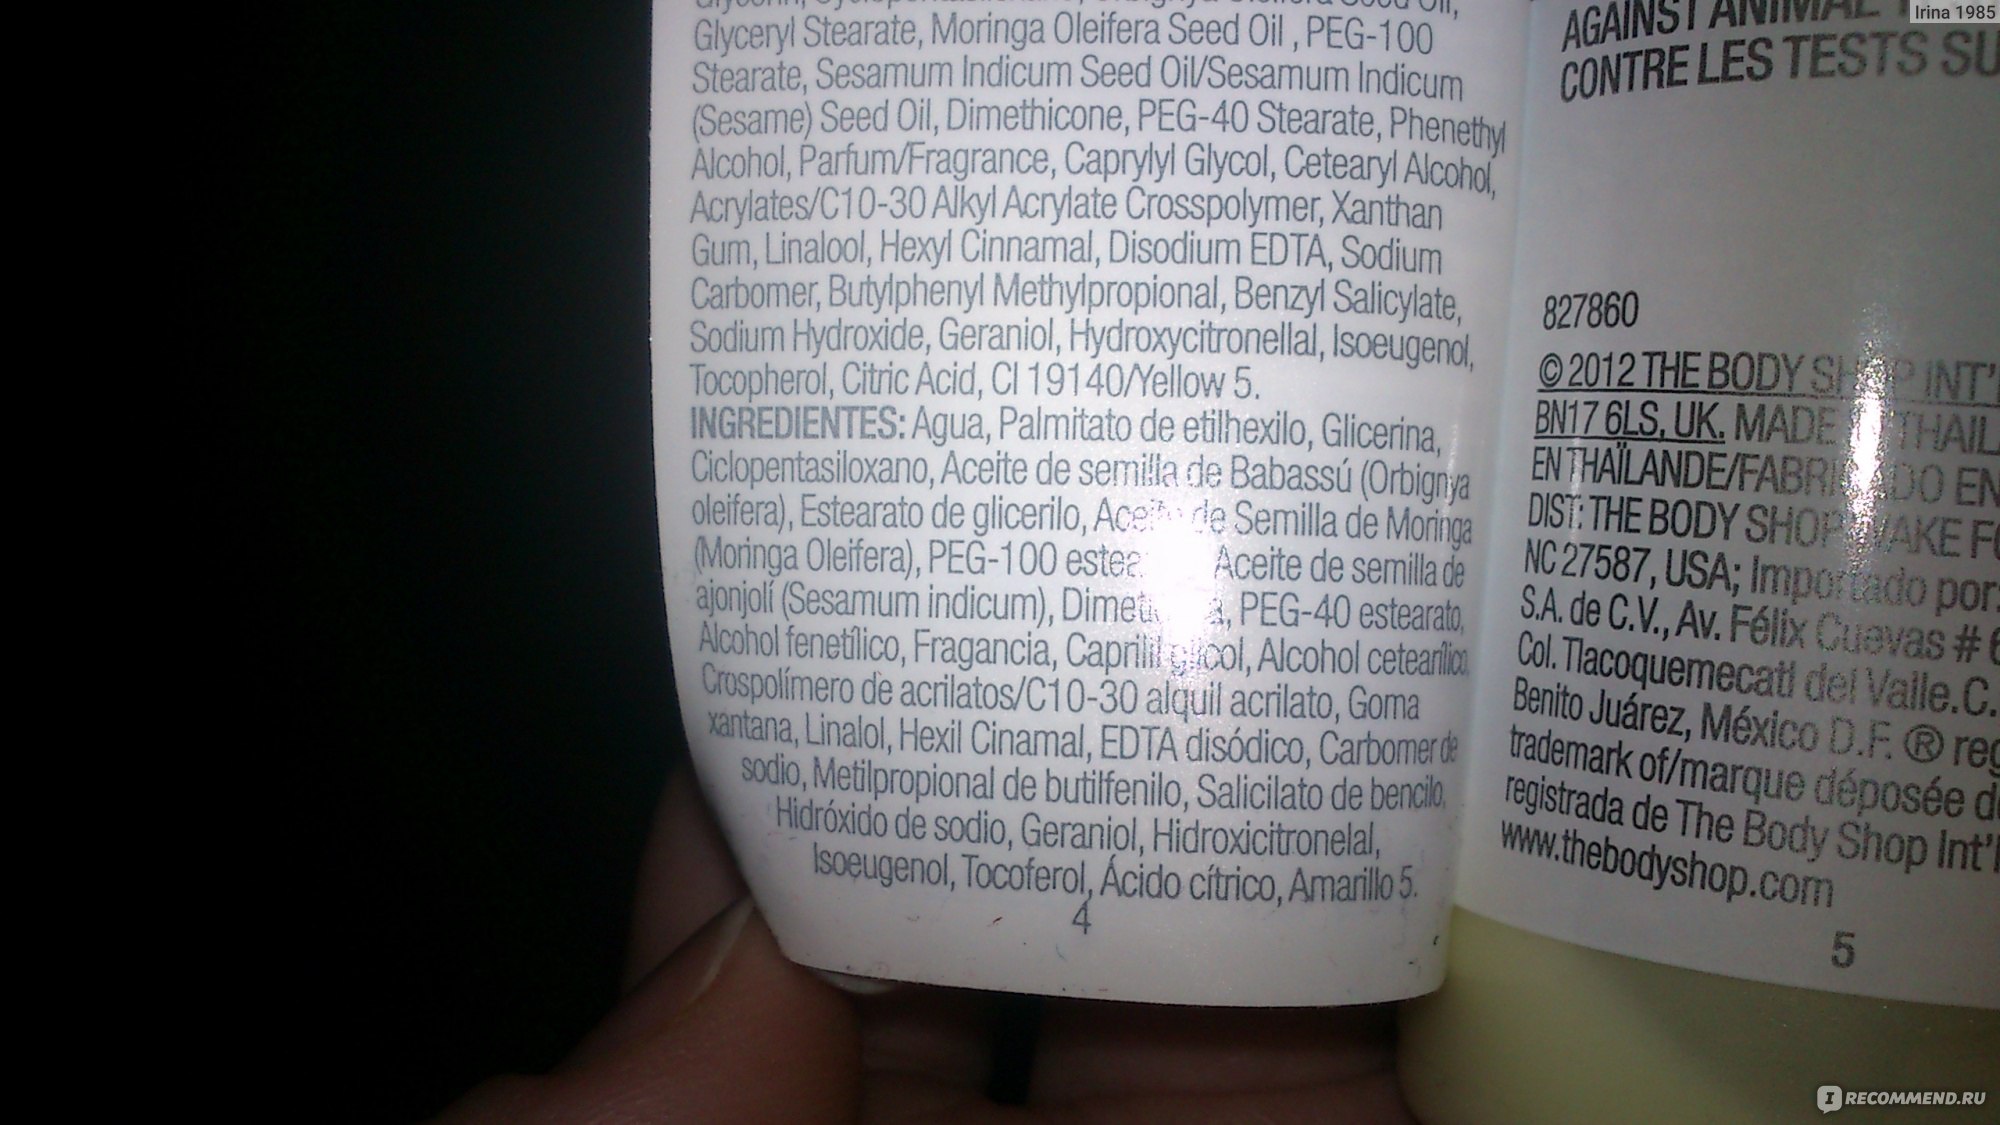 Glycerin, Cyclopentasiloxane, Orbignya Oleifera Seed Oil,
Glyceryl Stearate, Moringa Oleifera Seed Oil , PEG-100
Stearate, Sesamum Indicum Seed Oil/Sesamum Indicum
(Sesame) Seed Oil, Dimethicone, PEG-40 Stearate, Phenethyl
Alcohol, Parfum/Fragrance, Caprylyl Glycol, Cetearyl Alcohol,
Acrylates/C10-30 Alkyl Acrylate Crosspolymer, Xanthan
Gum, Linalool, Hexyl Cinnamal, Disodium EDTA, Sodium
Carbomer, Butylphenyl Methylpropional, Benzyl Salicylate,
Sodium Hydroxide, Geraniol, Hydroxycitronellal, Isoeugenol,
Tocopherol, Citric Acid, CI 19140/Yellow 5.
INGREDIENTES: Agua, Palmitato de etilhexilo, Glicerina,
Ciclopentasiloxano, Aceite de semilla de Babassú (Orbignya
oleifera), Estearato de glicerilo, Aceite de Semilla de Moringa
(Moringa Oleifera), PEG-100 Aceite de semilla de
ajonjolí (Sesamum indicum), PEG-40 estearato,
Alcohol fenetílico, Fragancia, Caprilil glicol, Alcohol cetearílico,
Crospolímero de acrilatos/C10-30 alquil acrilato, Goma
xantana, Linalol, Hexil Cinamal, EDTA disódico, Carbomer de
sodio, Metilpropional de butilfenilo, Salicilato de bencilo,
Hidróxido de sodio, Geraniol, Hidroxicitronelal,
Isoeugenol, Tocoferol, Ácido cítrico, Amarillo 5.
4
AGAINST ANIMAL
CONTRE LES TESTS SU
827860
© 2012 THE BODY SHOP INT'
BN17 6LS, UK. MADE THAIL
EN THAÏLANDE/FABRICADO EN
DIST: THE BODY SHOP WAKE FO
NC 27587, USA; Importado por:
S.A. de C.V., Av. Félix Cuevas # 6
Col. Tlacoquemecatl del Valle.C.
Benito Juárez, México D.F. ® reg
trademark of/marque déposée d
registrada de The Body Shop Int'l
www.thebodyshop.com
5
Irina 1985
IRECOMMEND.RU